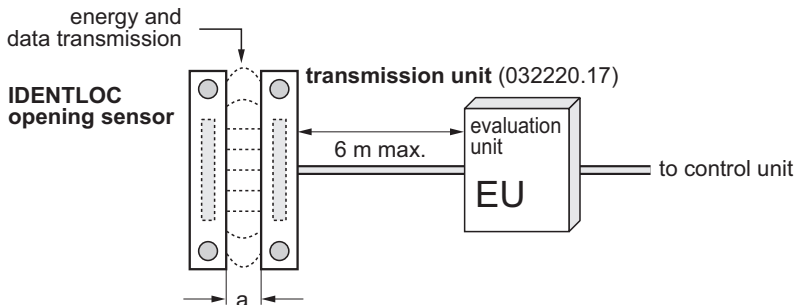 energy and
data transmission
IDENTLOC
opening sensor
transmission unit (032220.17)
6 m max.
evaluation
unit
EU
to control unit
a